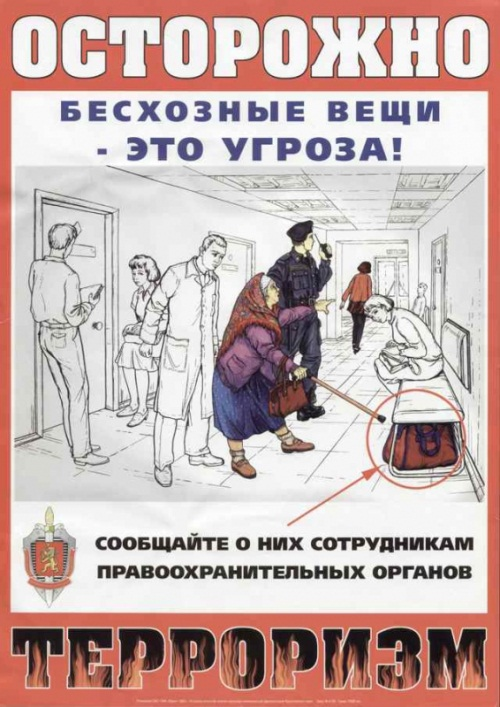 ОСТОРОЖНО
БЕСХОЗНЫЕ ВЕЩИ
- ЭТО УГРОЗА!
СООБЩАЙТЕ О НИХ СОТРУДНИКАМ
ПРАВООХРАНИТЕЛЬНЫХ ОРГАНОВ
ТЕРРОРИЗМ